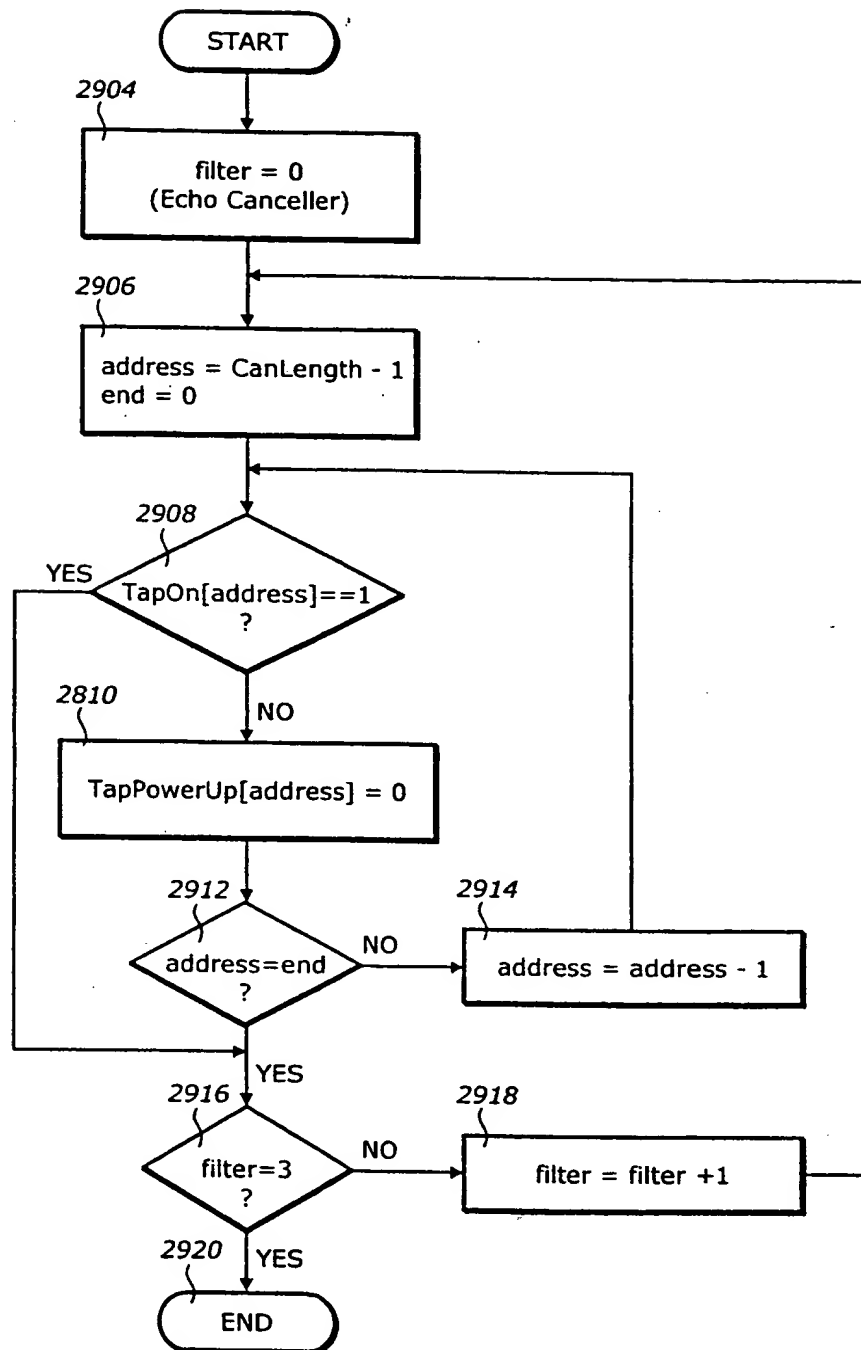 START
2904
filter = 0
(Echo Canceller)
2906
address = CanLength - 1
end = 0
2908
YES
TapOn[address]==1
?
NO
2810
TapPowerUp[address] = 0
2912
address=end
?
NO
2914
address = address - 1
YES
2916
filter=3
?
NO
2918
filter = filter +1
YES
2920
END